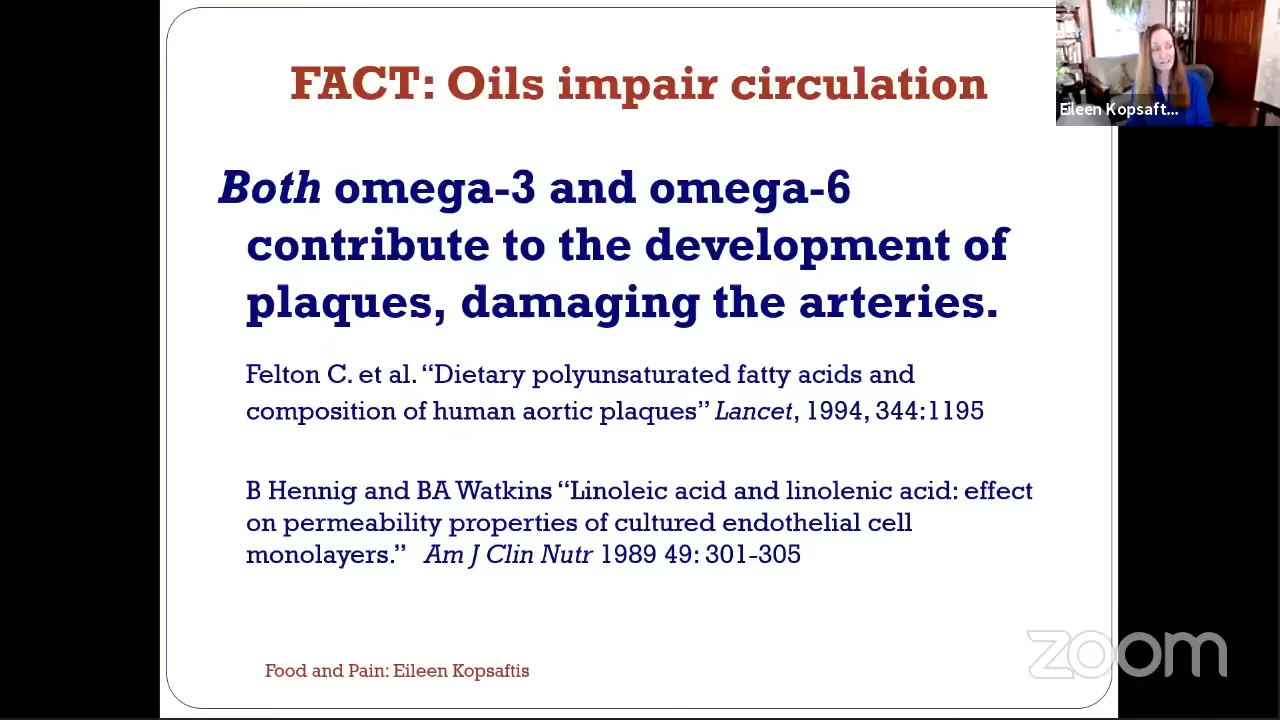 FACT: Oils impair circulation
Eileen Kopsaft...
Both omega-3 and omega-6
contribute to the development of
plaques, damaging the arteries.
Felton C. et al. “Dietary polyunsaturated fatty acids and
composition of human aortic plaques” Lancet, 1994, 344:1195
B Hennig and BA Watkins “Linoleic acid and linolenic acid: effect
on permeability properties of cultured endothelial cell
monolayers.” Am J Clin Nutr 1989 49: 301-305
Food and Pain: Eileen Kopsaftis
zoom